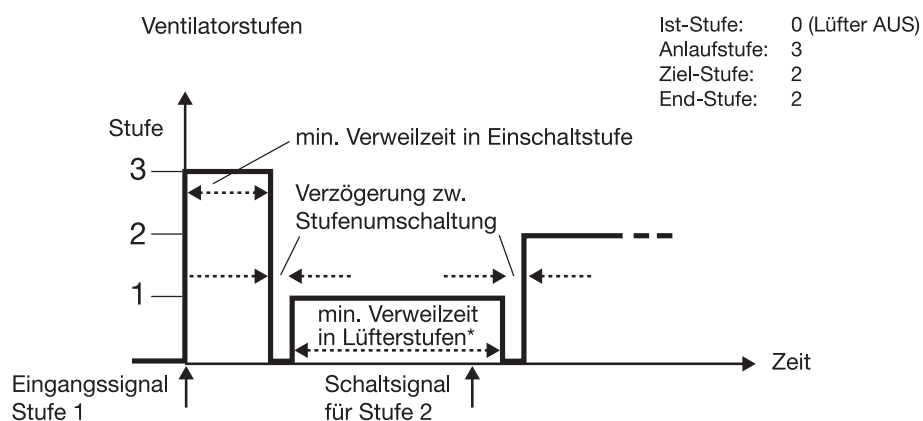 Ventilatorstufen
Ist-Stufe: 0 (Lüfter AUS)
Anlaufstufe: 3
Ziel-Stufe: 2
End-Stufe: 2
Stufe
min. Verweilzeit in Einschaltstufe
3
Verzögerung zw.
Stufenumschaltung
2
1
min. Verweilzeit
in Lüfterstufen*
Zeit
Eingangssignal
Stufe 1
Schaltsignal
für Stufe 2